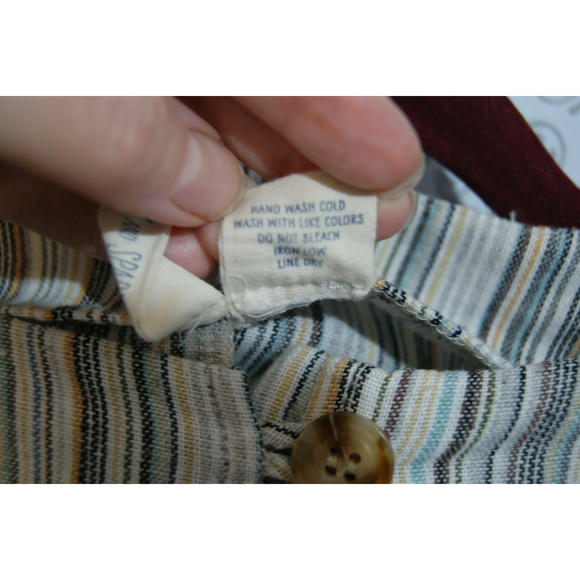 HAND WASH COLD
WASH WITH LIKE COLORS
DO NOT BLEACH
IRON LOW
LINE DRY